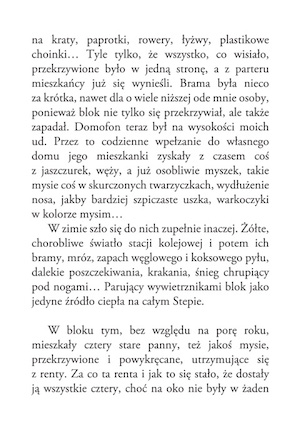 na kraty, paprotki, rowery, łyżwy, plastikowe
choinki… Tyle tylko, że wszystko, co wisiało,
przekrzywione było w jedną stronę, a z parteru
mieszkańcy już się wynieśli. Brama była nieco
za krótka, nawet dla o wiele niższej ode mnie osoby,
ponieważ blok nie tylko się przekrzywiał, ale także
zapadał. Domofon teraz był na wysokości moich
ud. Przez to codzienne wpełzanie do własnego
domu jego mieszkanki zyskały z czasem coś
z jaszczurek, węży, a już osobliwie myszek, takie
mysie coś w skurczonych twarzyczkach, wydłużenie
nosa, jakby bardziej szpiczaste uszka, warkoczyki
w kolorze mysim…
W zimie szło się do nich zupełnie inaczej. Żółte,
chorobliwe światło stacji kolejowej i potem ich
bramy, mróz, zapach węglowego i koksowego pyłu,
dalekie poszczekiwania, krakania, śnieg chrupiący
pod nogami… Parujący wywietrznikami blok jako
jedyne źródło ciepła na całym Stepie.
W bloku tym, bez względu na porę roku,
mieszkały cztery stare panny, też jakoś mysie,
przekrzywione i powykręcane, utrzymujące się
z renty. Za co ta renta i jak to się stało, że dostały
ją wszystkie cztery, choć na oko nie były w żaden